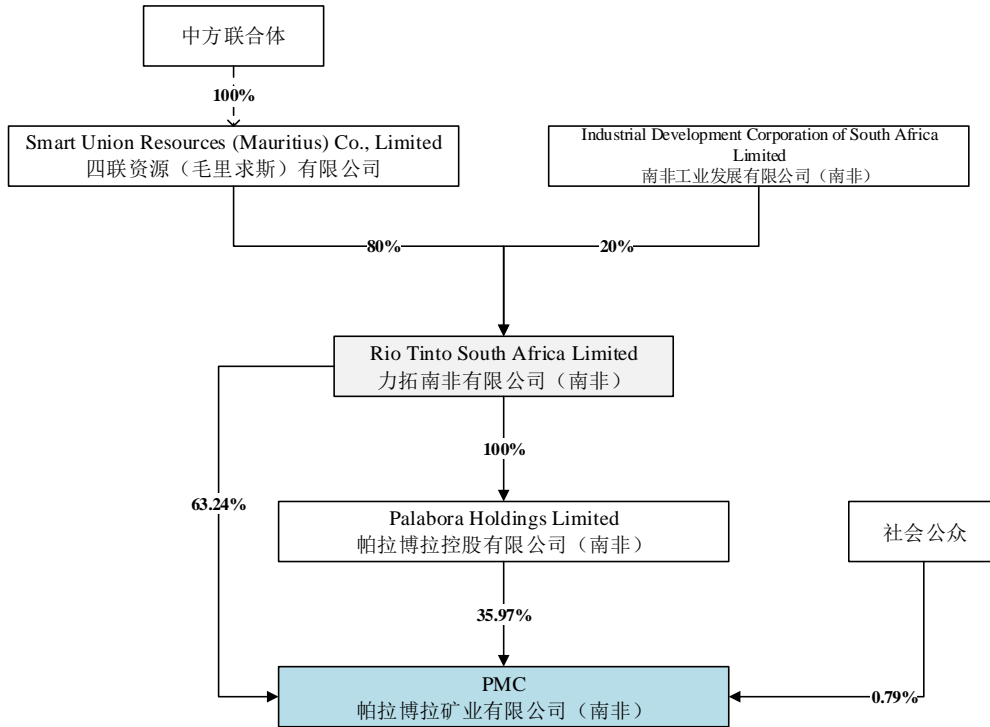 中方联合体
100%
Smart Union Resources (Mauritius) Co., Limited
四联资源（毛里求斯）有限公司
Industrial Development Corporation of South Africa
Limited
南非工业发展有限公司（南非）
80%
20%
Rio Tinto South Africa Limited
力拓南非有限公司（南非）
100%
63.24%
Palabora Holdings Limited
帕拉博拉控股有限公司（南非）
社会公众
35.97%
PMC
帕拉博拉矿业有限公司（南非）
0.79%